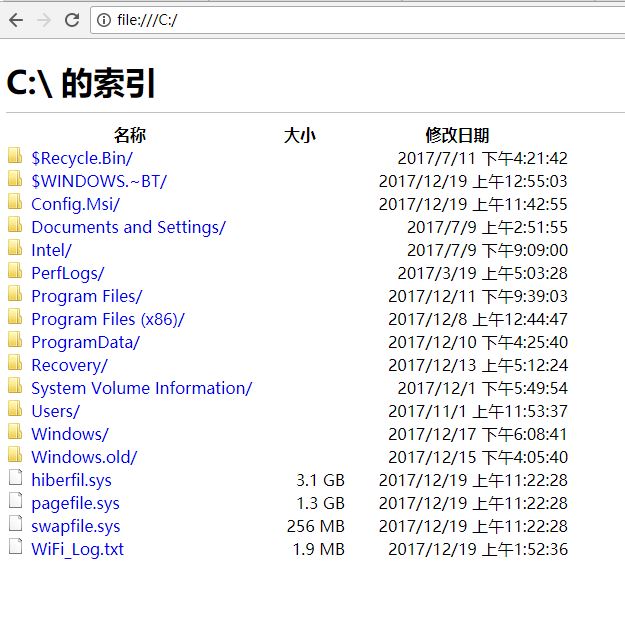 file:///C:/
C:\ 的索引
名称 大小 修改日期
$Recycle.Bin/ 2017/7/11 下午4:21:42
$WINDOWS.~BT/ 2017/12/19 上午12:55:03
Config.Msi/ 2017/12/19 上午11:42:55
Documents and Settings/ 2017/7/9 上午2:51:55
Intel/ 2017/7/9 下午9:09:00
PerfLogs/ 2017/3/19 上午5:03:28
Program Files/ 2017/12/11 下午9:39:03
Program Files (x86)/ 2017/12/8 上午12:44:47
ProgramData/ 2017/12/10 下午4:25:40
Recovery/ 2017/12/13 上午5:12:24
System Volume Information/ 2017/12/1 下午5:49:54
Users/ 2017/11/1 上午11:53:37
Windows/ 2017/12/17 下午6:08:41
Windows.old/ 2017/12/15 下午4:05:40
hiberfil.sys 3.1 GB 2017/12/19 上午11:22:28
pagefile.sys 1.3 GB 2017/12/19 上午11:22:28
swapfile.sys 256 MB 2017/12/19 上午11:22:28
WiFi_Log.txt 1.9 MB 2017/12/19 上午1:52:36